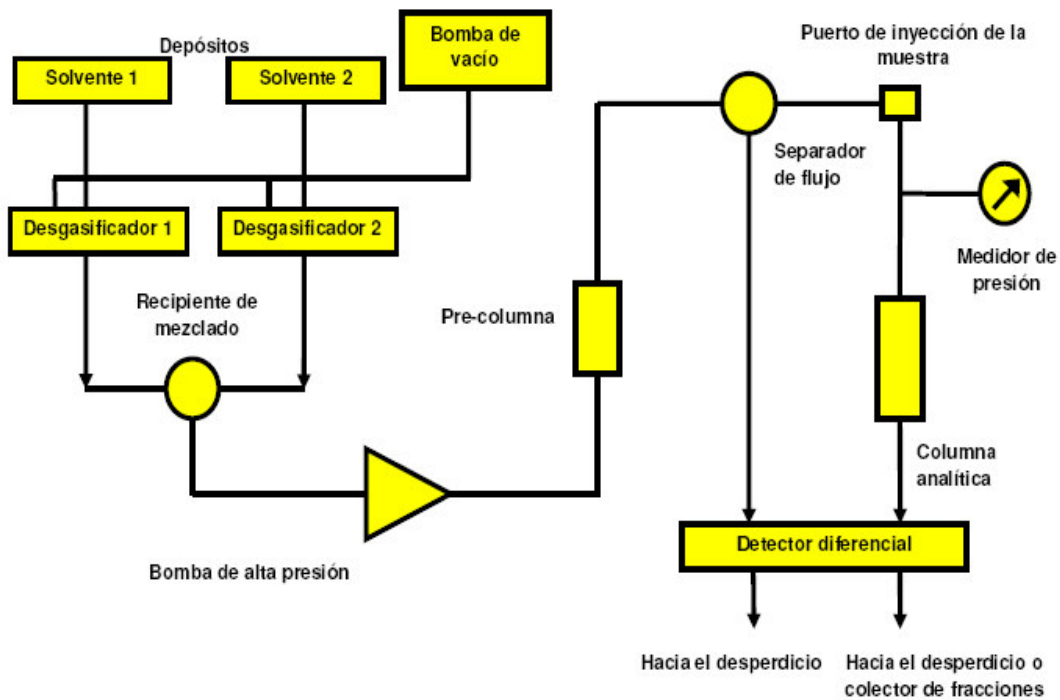 Depósitos
Solvente 1
Solvente 2
Bomba de
vacío
Puerto de inyección de la
muestra
Separador
de flujo
Desgasificador 1
Desgasificador 2
Medidor de
presión
Recipiente de
mezclado
Pre-columna
Columna
analítica
Detector diferencial
Bomba de alta presión
Hacia el desperdicio
Hacia el desperdicio o
colector de fracciones